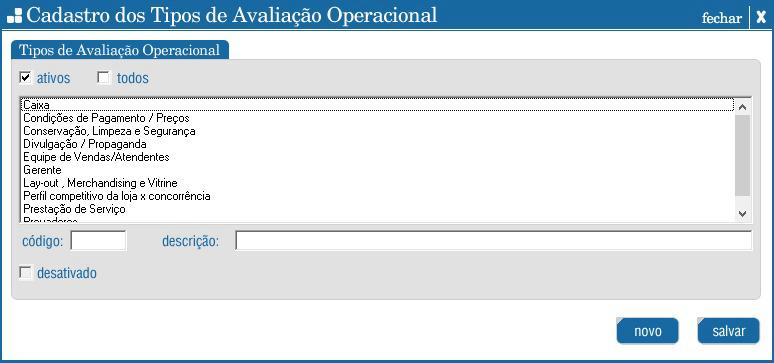 Cadastro dos Tipos de Avaliação Operacional fechar X
Tipos de Avaliação Operacional
ativos todos
Caixa
Condições de Pagamento / Preços
Conservação, Limpeza e Segurança
Divulgação / Propaganda
Equipe de Vendas/Atendentes
Gerente
Lay-out , Merchandising e Vitrine
Perfil competitivo da loja x concorrência
Prestação de Serviço
código: descrição:
desativado
novo salvar